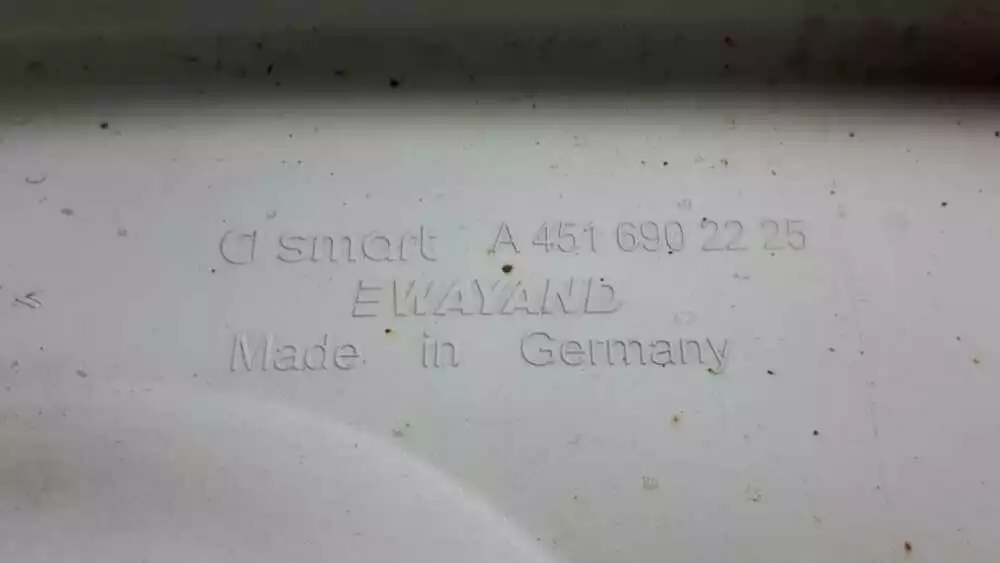 smart A 451 690 22 25
EWAYAND
Made in Germany